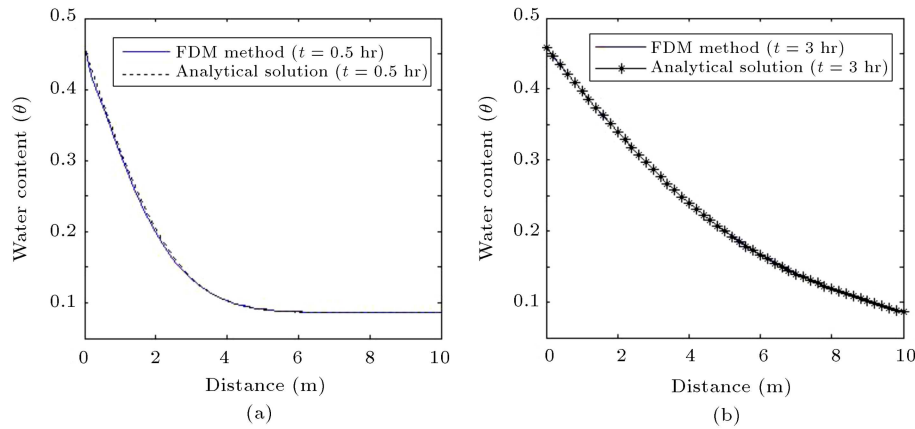 0.5
0.4
0.3
0.2
0.1
Water content (θ)
FDM method (t = 0.5 hr)
Analytical solution (t = 0.5 hr)
0 2 4 6 8 10
Distance (m)
(a)
0.5
0.4
0.3
0.2
0.1
Water content (θ)
FDM method (t = 3 hr)
Analytical solution (t = 3 hr)
0 2 4 6 8 10
Distance (m)
(b)